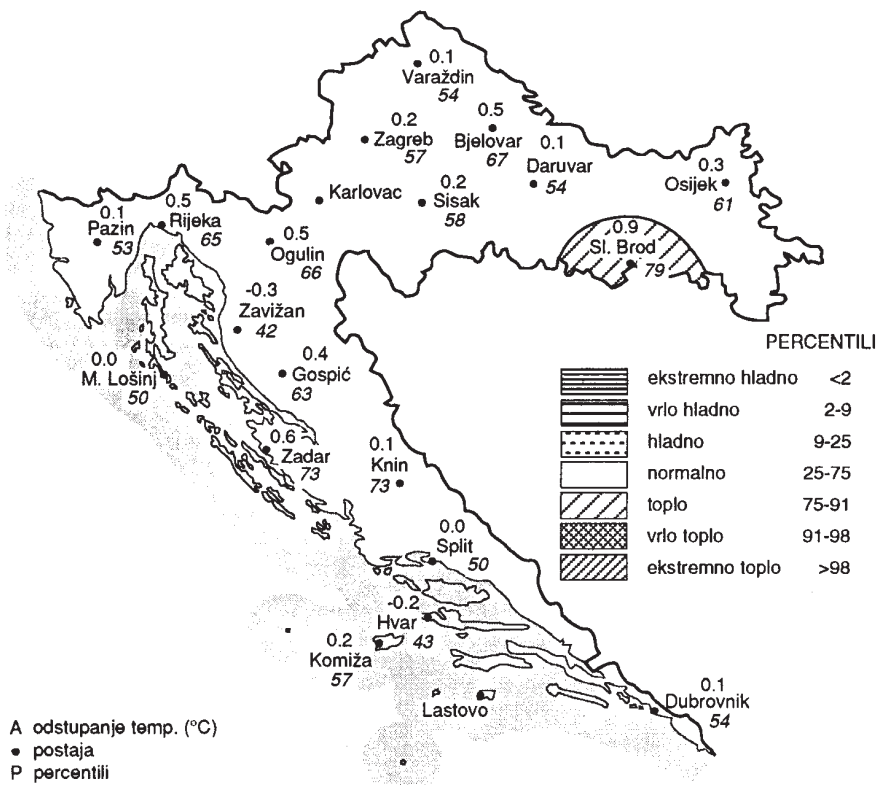 0.1
Varaždin
54
0.2
Zagreb
57
0.5
Bjelovar
67
0.1
Daruvar
54
0.3
Osijek
61
Karlovac
0.2
Sisak
58
0.9
Sl. Brod
79
0.1
Pazin
53
0.5
Rijeka
65
0.5
Ogulin
66
-0.3
Zavižan
42
0.0
M. Lošinj
50
0.4
Gospić
63
0.6
Zadar
73
0.1
Knin
73
0.0
Split
50
-0.2
Hvar
43
0.2
Komiža
57
Lastovo
0.1
Dubrovnik
54
PERCENTILI
ekstremno hladno <2
vrlo hladno 2-9
hladno 9-25
normalno 25-75
toplo 75-91
vrlo toplo 91-98
ekstremno toplo >98
A odstupanje temp. (°C)
postaja
P percentili